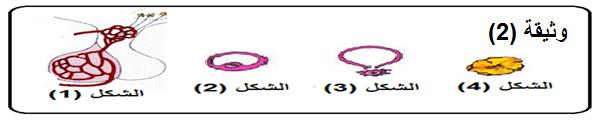 وثيقة (2)
الشكل (1)
الشكل (2)
الشكل (3)
الشكل (4)